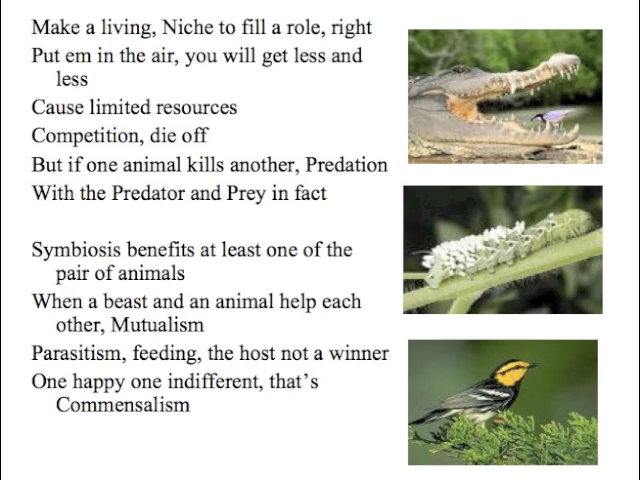 Make a living, Niche to fill a role, right
Put em in the air, you will get less and
less
Cause limited resources
Competition, die off
But if one animal kills another, Predation
With the Predator and Prey in fact
Symbiosis benefits at least one of the
pair of animals
When a beast and an animal help each
other, Mutualism
Parasitism, feeding, the host not a winner
One happy one indifferent, that’s
Commensalism